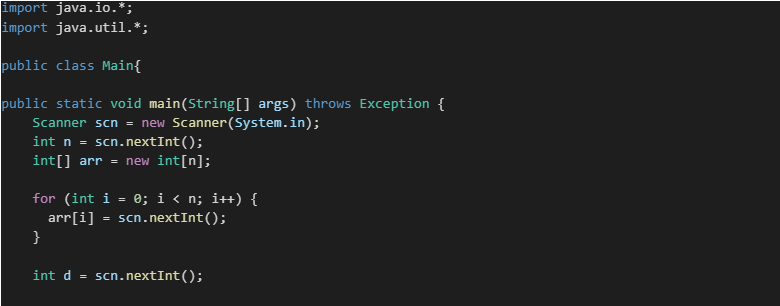 import java.io.*;
import java.util.*;
public class Main{
public static void main(String[] args) throws Exception {
    Scanner scn = new Scanner(System.in);
    int n = scn.nextInt();
    int[] arr = new int[n];
    for (int i = 0; i < n; i++) {
      arr[i] = scn.nextInt();
    }
    int d = scn.nextInt();